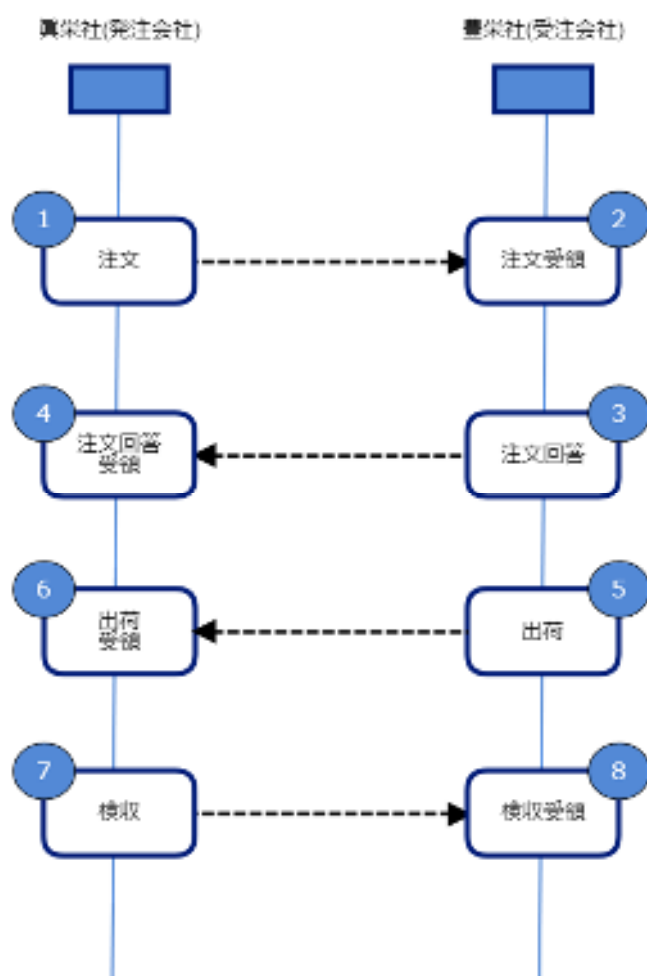 眞栄社(発注会社)
豊栄社(受注会社)
1
注文
2
注文受領
4
注文回答
受領
3
注文回答
6
出荷
受領
5
出荷
7
検収
8
検収受領